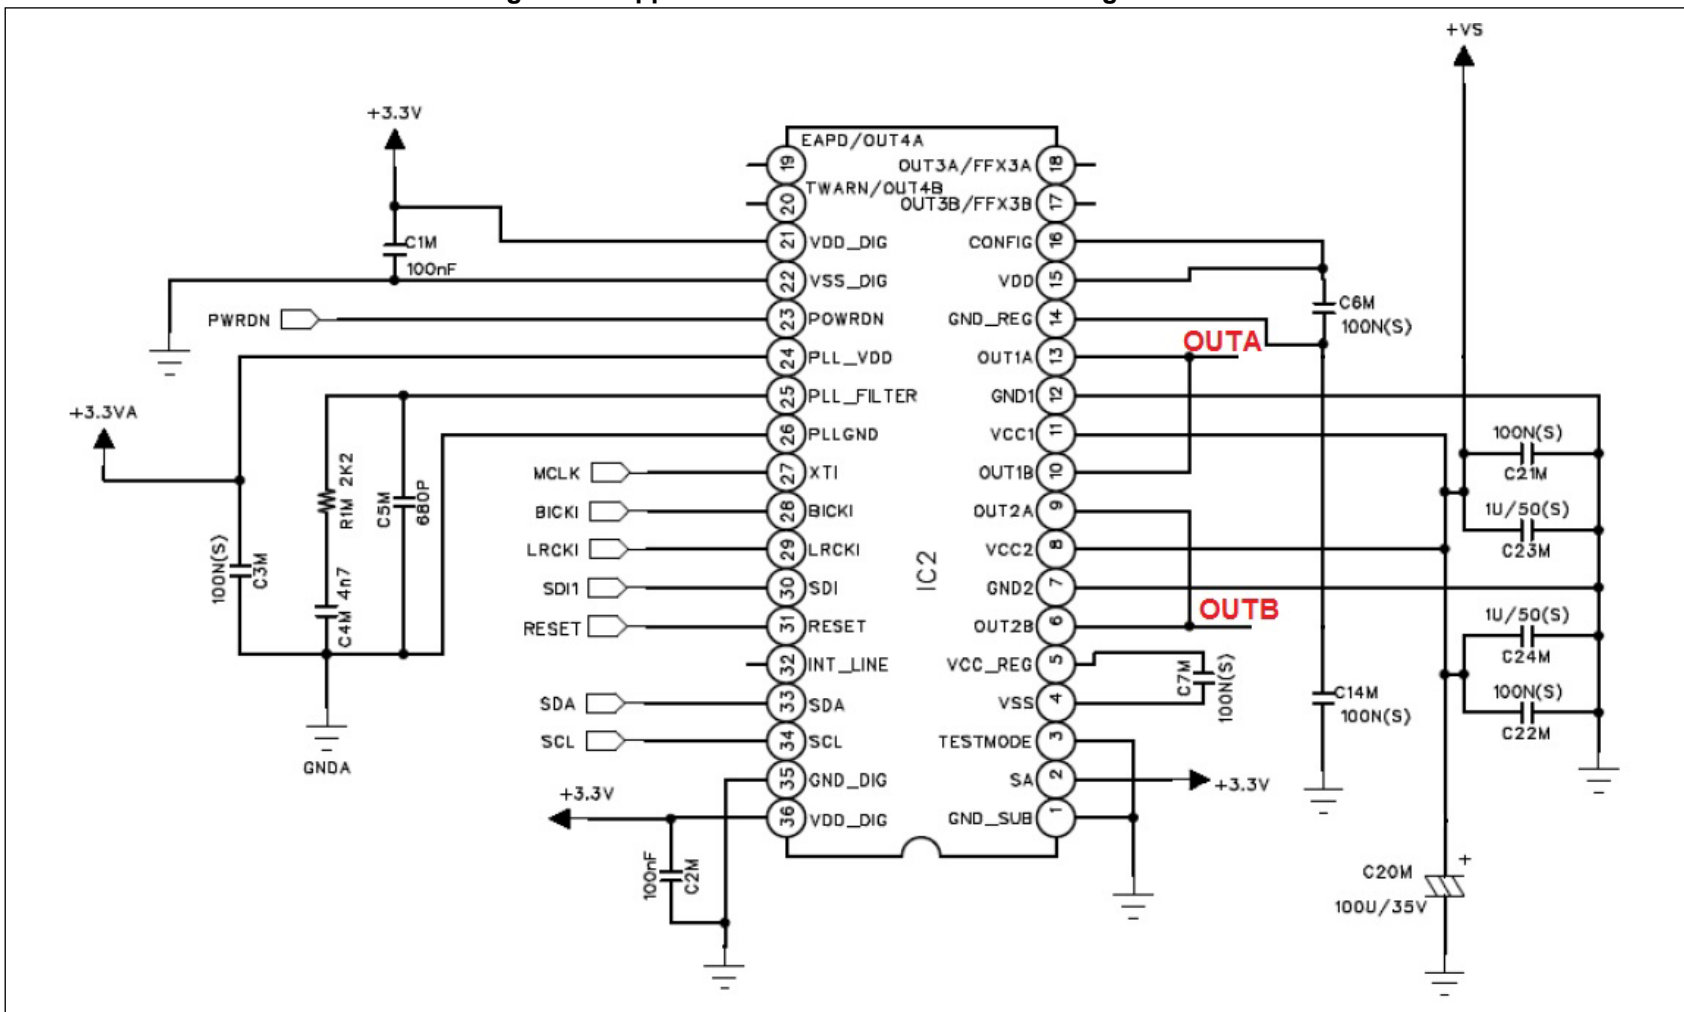 +VS
+3.3V
EAPD/OUT4A
19
OUT3A/FFX3A
18
TWARN/OUT4B
20
OUT3B/FFX3B
17
C1M
100nF
21
VDD_DIG
CONFIG
16
22
VSS_DIG
VDD
15
C6M
100N(S)
PWRDN
23
POWRDN
GND_REG
14
OUTA
24
PLL_VDD
OUT1A
13
25
PLL_FILTER
GND1
12
+3.3VA
26
PLLGND
VCC1
11
100N(S)
C21M
MCLK
27
XTI
OUT1B
10
R1M 2K2
C5M
680P
BICKI
28
BICKI
OUT2A
9
1U/50(S)
C23M
LRCKI
29
LRCKI
IC2
VCC2
8
100N(S)
C3M
SDI1
30
SDI
GND2
7
C4M 4n7
OUTB
RESET
31
RESET
OUT2B
6
1U/50(S)
C24M
32
INT_LINE
VCC_REG
5
C7M
100N(S)
SDA
33
SDA
VSS
4
C14M
100N(S)
100N(S)
C22M
SCL
34
SCL
TESTMODE
3
GNDA
35
GND_DIG
SA
2
+3.3V
+3.3V
36
VDD_DIG
GND_SUB
1
100nF
C2M
C20M
+
100U/35V